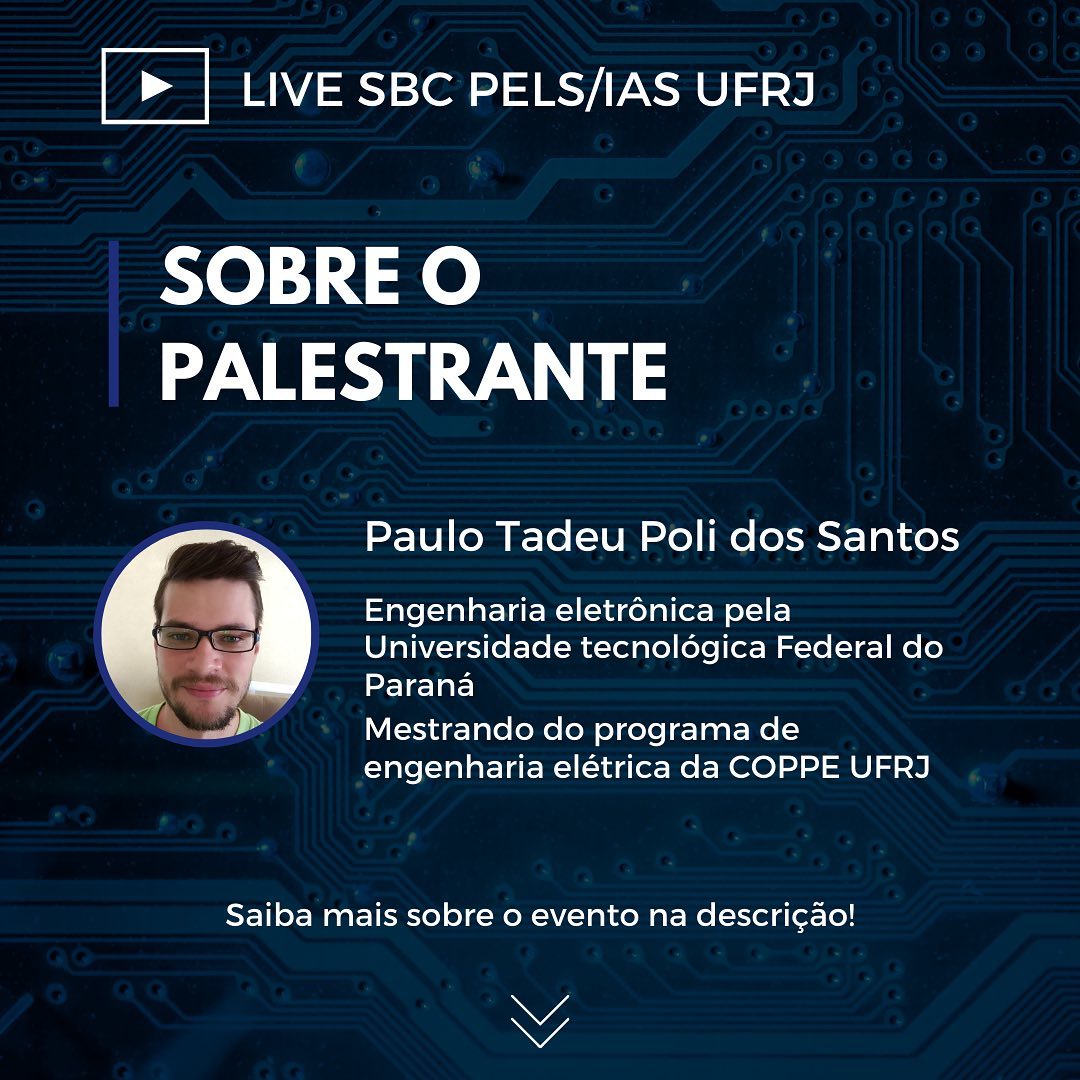 LIVE SBC PELS/IAS UFRJ
SOBRE O
PALESTRANTE
Paulo Tadeu Poli dos Santos
Engenharia eletrônica pela
Universidade tecnológica Federal do
Paraná
Mestrando do programa de
engenharia elétrica da COPPE UFRJ
Saiba mais sobre o evento na descrição!